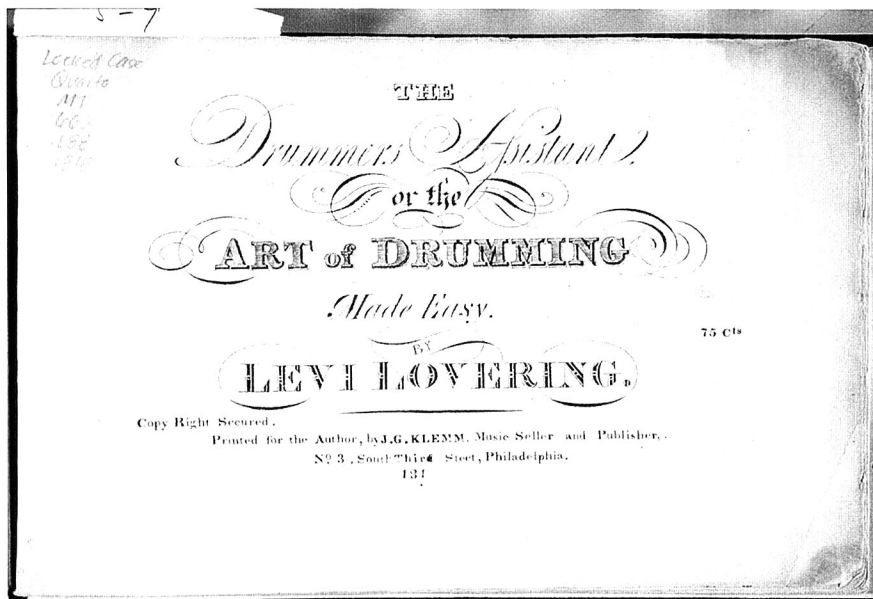 5-7
Locked Case
Quarto
M1
THE
Drummers Assistant,
or the
ART of DRUMMING
Made Easy.
75 Cts
BY
LEVI LOVERING.
Copy Right Secured.
Printed for the Author, by J.G. KLEMM. Music Seller and Publisher,.
No 3, South Third Steet, Philadelphia.
131